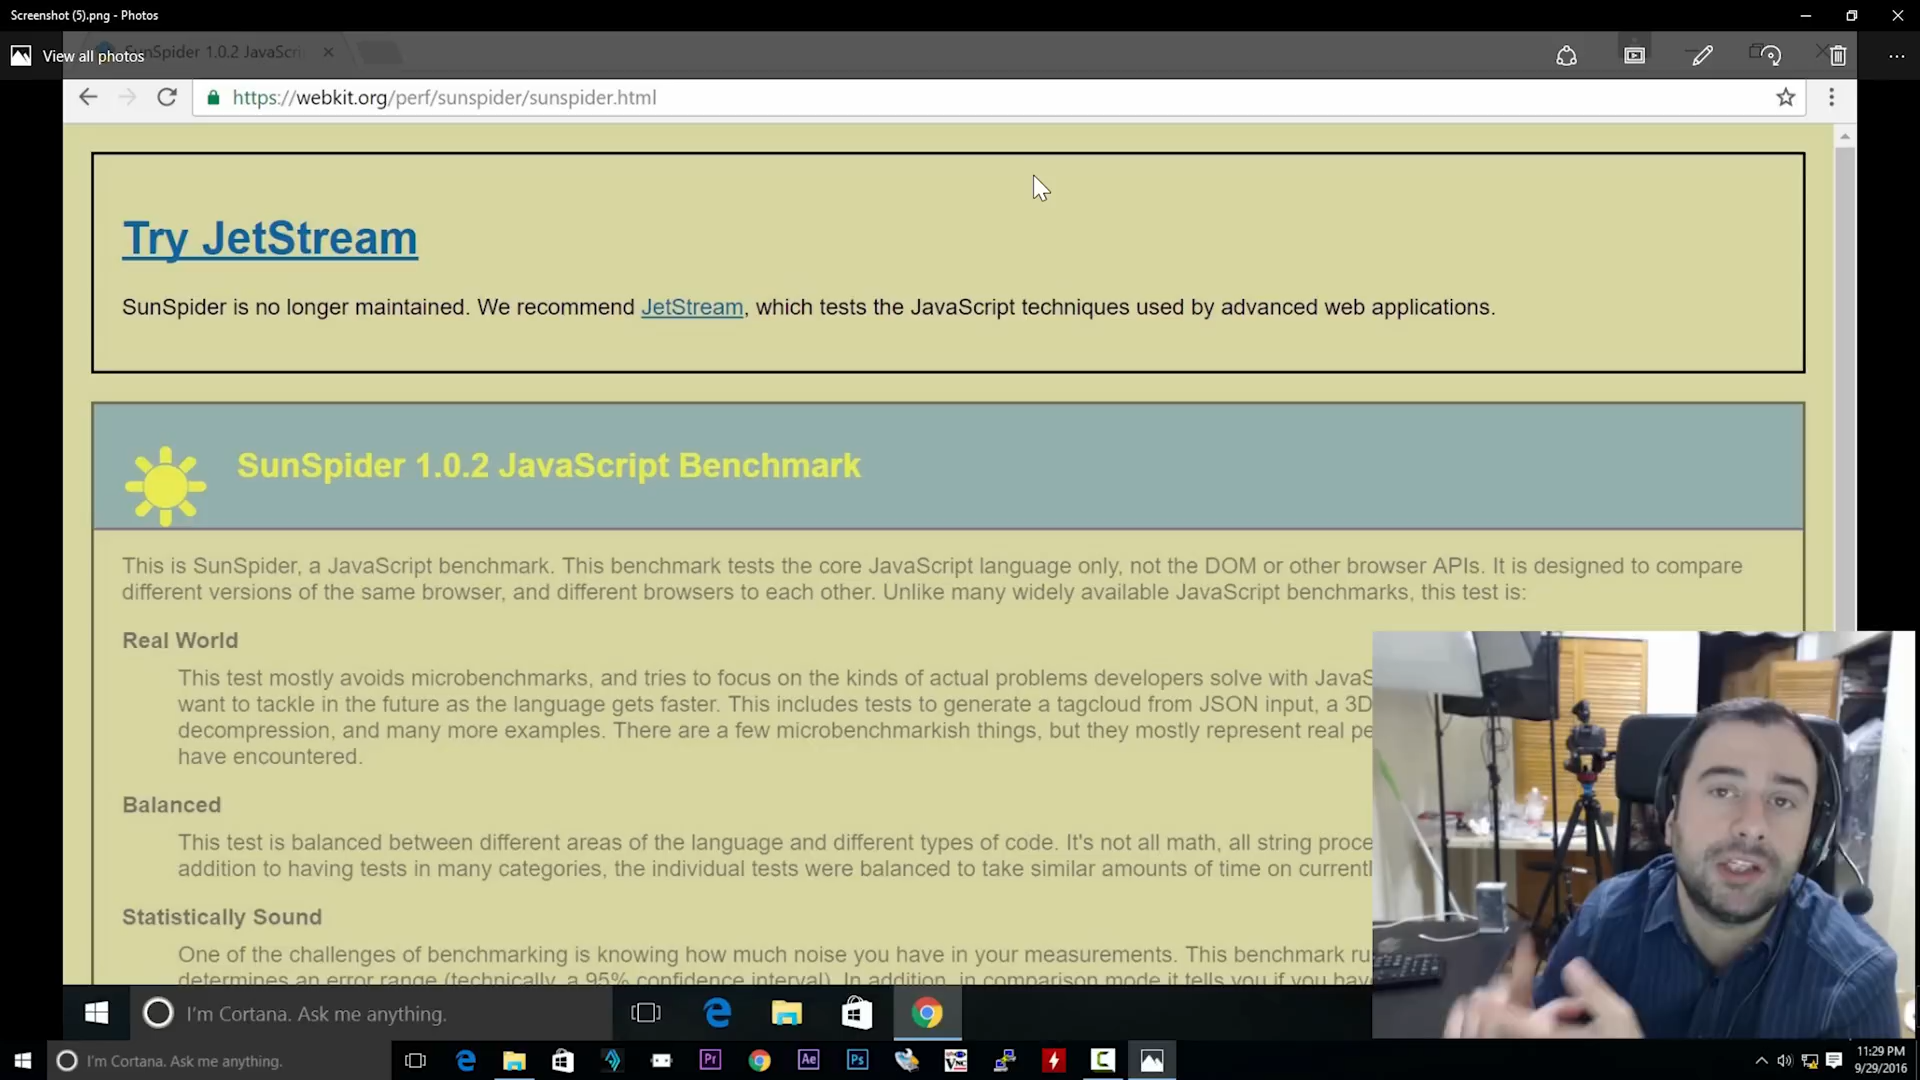 Screenshot (5).png - Photos
View all photos
SunSpider 1.0.2 JavaScri
https://webkit.org/perf/sunspider/sunspider.html
Try JetStream
SunSpider is no longer maintained. We recommend JetStream, which tests the JavaScript techniques used by advanced web applications.
SunSpider 1.0.2 JavaScript Benchmark
This is SunSpider, a JavaScript benchmark. This benchmark tests the core JavaScript language only, not the DOM or other browser APIs. It is designed to compare
different versions of the same browser, and different browsers to each other. Unlike many widely available JavaScript benchmarks, this test is:
Real World
This test mostly avoids microbenchmarks, and tries to focus on the kinds of actual problems developers solve with JavaS
want to tackle in the future as the language gets faster. This includes tests to generate a tagcloud from JSON input, a 3D
decompression, and many more examples. There are a few microbenchmarkish things, but they mostly represent real pe
have encountered.
Balanced
This test is balanced between different areas of the language and different types of code. It's not all math, all string proce
addition to having tests in many categories, the individual tests were balanced to take similar amounts of time on currentl
Statistically Sound
One of the challenges of benchmarking is knowing how much noise you have in your measurements. This benchmark ru
determines an error range (technically, a 95% confidence interval). In addition, in comparison mode it tells you if you have
I'm Cortana. Ask me anything.
I'm Cortana. Ask me anything.
Pr
Ae
Ps
11:29 PM
9/29/2016